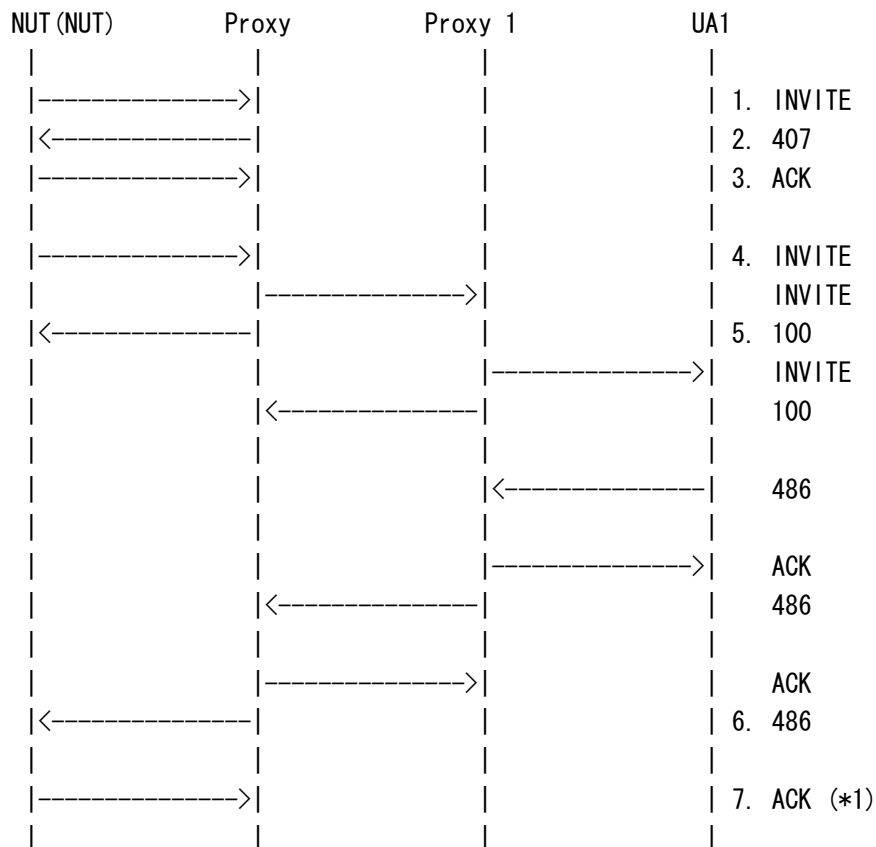 NUT(NUT) Proxy Proxy 1 UA1
| | | |
|--------------->| | | 1. INVITE
|<---------------| | | 2. 407
|--------------->| | | 3. ACK
| | | |
|--------------->| | | 4. INVITE
| |--------------->| | INVITE
|<---------------| | | 5. 100
| | |--------------->| INVITE
| |<---------------| | 100
| | | |
| | |<---------------| 486
| | | |
| | |--------------->| ACK
| |<---------------| | 486
| | | |
| |--------------->| | ACK
|<---------------| | | 6. 486
| | | |
|--------------->| | | 7. ACK (*1)
| | | |